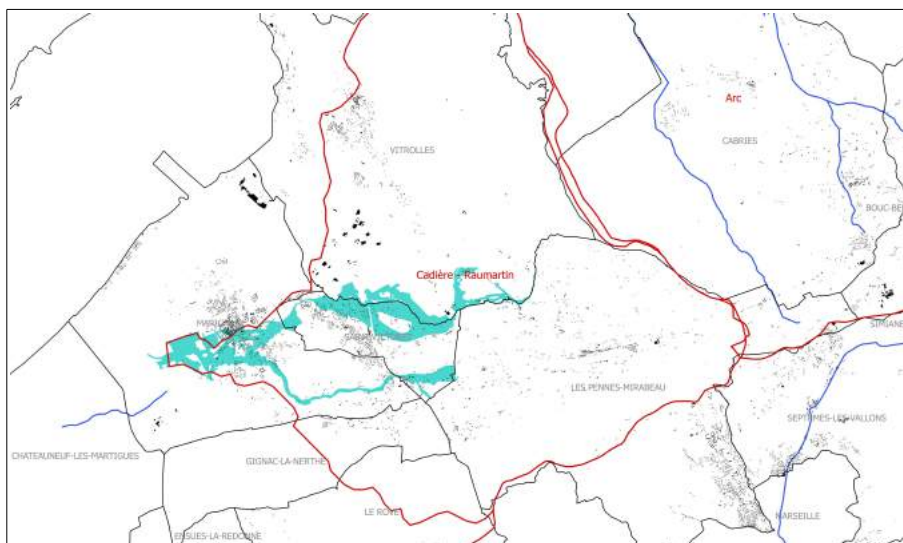 Arc
CABRIES
VITROLLES
BOUC-BE
Cadière - Raumartin
SIMIANE
LES PENNES-MIRABEAU
SEPTEMES-LES-VALLONS
CHATEAUNEUF-LES-MARTIGUES
GIGNAC-LA-NERTHE
LE ROVE
MARSEILLE
ENSUES-LA-REDONNE